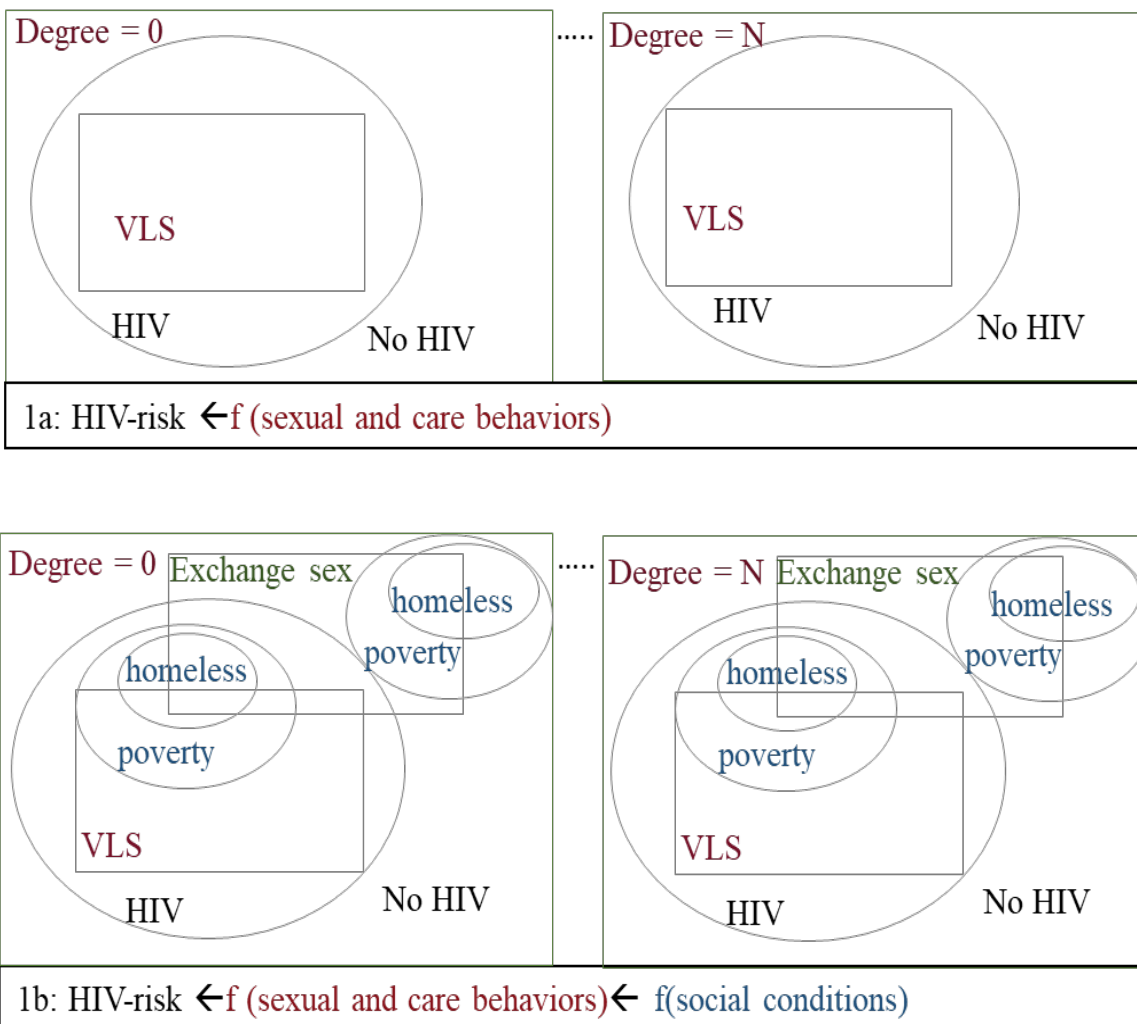 Degree = 0
..... 
Degree = N
VLS
VLS
HIV
HIV
No HIV
No HIV
1a: HIV-risk ←f (sexual and care behaviors)
Degree = 0
Exchange sex
.....
Degree = N
Exchange sex
homeless
homeless
poverty
poverty
homeless
homeless
poverty
poverty
VLS
VLS
HIV
No HIV
HIV
No HIV
1b: HIV-risk ←f (sexual and care behaviors)← f(social conditions)